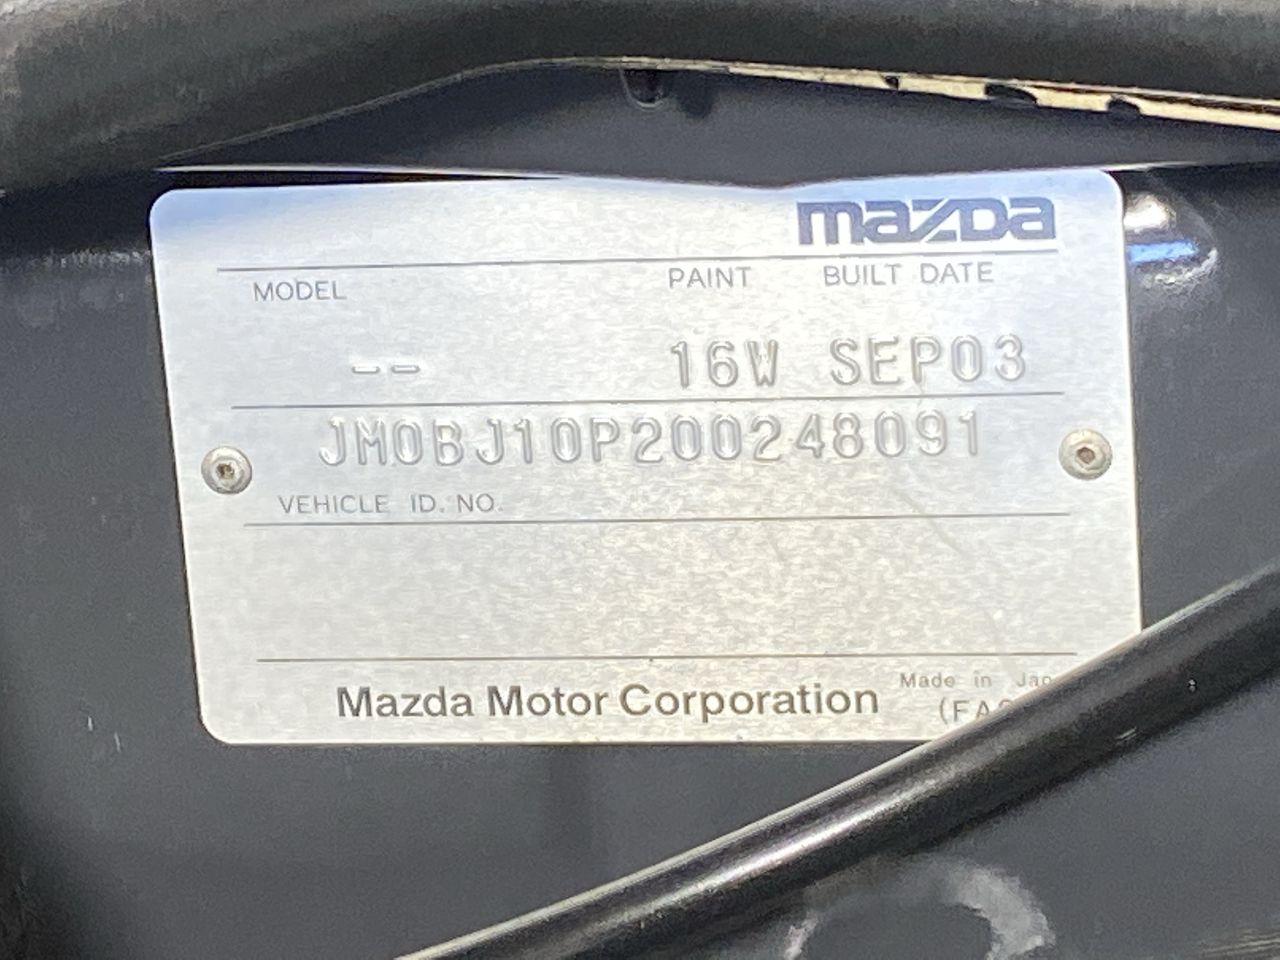 mazda
MODEL PAINT BUILT DATE
-- 16W SEP03
JM0BJ10P200248091
VEHICLE ID. NO.
Mazda Motor Corporation
Made in